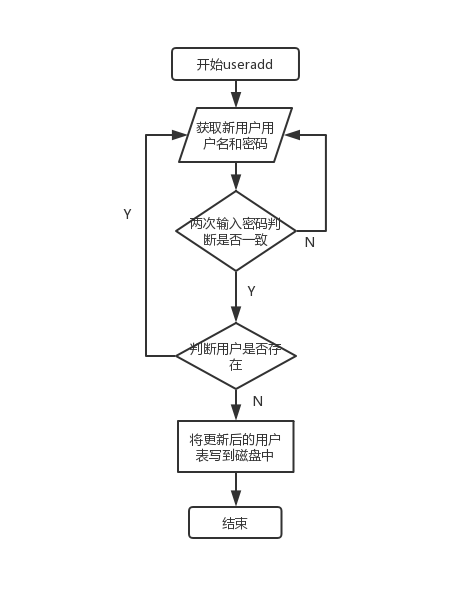 开始useradd
获取新用户用
户名和密码
Y
两次输入密码判
断是否一致
N
Y
判断用户是否存
在
N
将更新后的用户
表写到磁盘中
结束